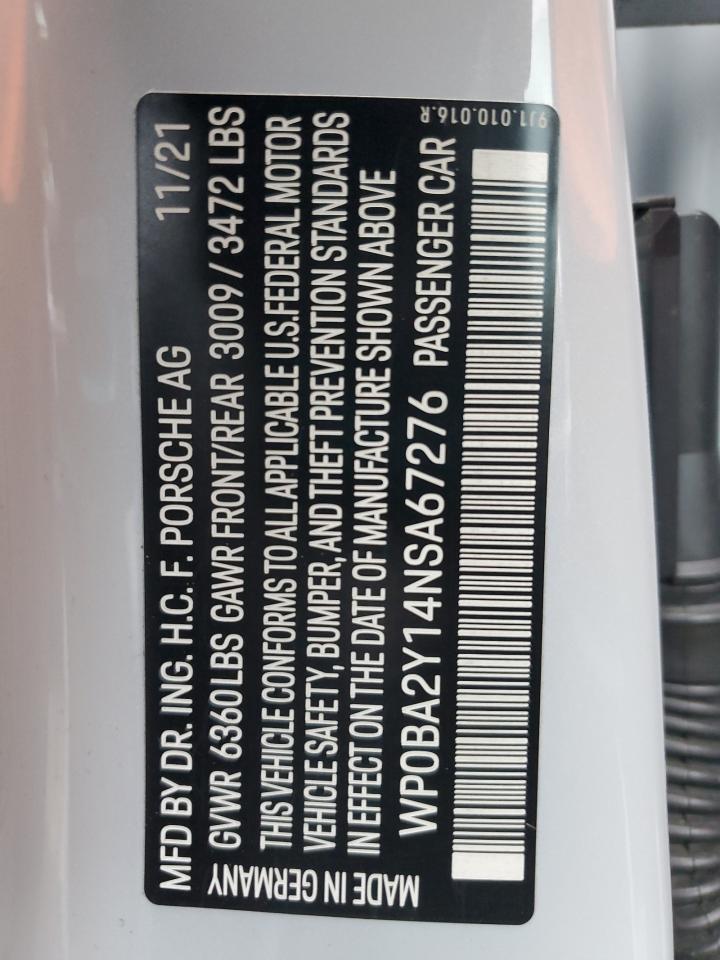 MFD BY DR. ING. H.C. F. PORSCHE AG 11/21
GVWR 6360 LBS GAWR FRONT/REAR 3009 / 3472 LBS
THIS VEHICLE CONFORMS TO ALL APPLICABLE U.S. FEDERAL MOTOR
VEHICLE SAFETY, BUMPER, AND THEFT PREVENTION STANDARDS
IN EFFECT ON THE DATE OF MANUFACTURE SHOWN ABOVE
WP0BA2Y14NSA67276 PASSENGER CAR
MADE IN GERMANY
9J1.010.016.R